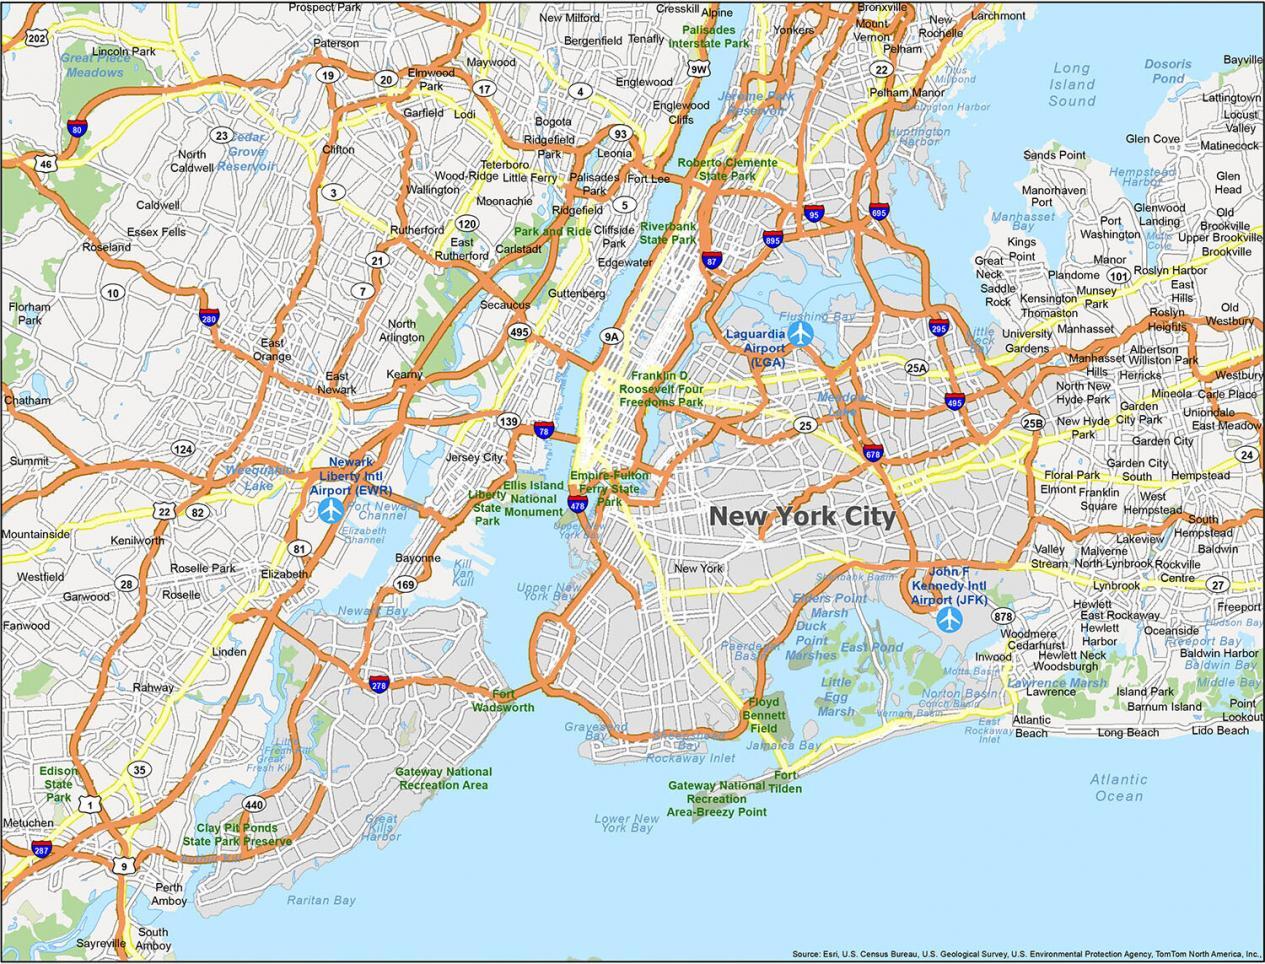 Prospect Park
Cresskill
Alpine
Bronxville
Larchmont
New Milford
Mount
Vernon
New
Rochelle
202
Lincoln Park
Great Piece
Meadows
Paterson
Bergenfield
Tenafly
Palisades
Interstate Park
Yonkers
Pelham
Maywood
Elmwood
Park
Englewood
9W
22
Titus
Millpond
Long
Island
Sound
Dosoris
Pond
Bayville
19
20
17
4
Englewood
Cliffs
Jerome Park
Reservoir
Pelham Manor
Huntington Harbor
Lattingtown
Locust
Valley
80
Garfield
Lodi
Bogota
93
Huntington
Harbor
Glen Cove
Matinecock
23
Cedar
Grove
Reservoir
Clifton
Ridgefield
Park
Leonia
46
North
Caldwell
Teterboro
Roberto Clemente
State Park
Sands Point
Hempstead
Harbor
Glen
Head
Wood-Ridge
Little Ferry
Palisades
Park
Fort Lee
3
Wallington
Moonachie
5
Manorhaven
Port
Caldwell
Ridgefield
95
695
Manhasset
Bay
Port
Washington
Glenwood
Landing
Old
Brookville
Essex Fells
Rutherford
120
Park and Ride
Cliffside
Park
Riverbank
State Park
895
Motts
Cove
Upper Brookville
Roseland
East
Rutherford
Carlstadt
Kings
Point
Brookville
21
Edgewater
87
Great
Neck
Manor
Plandome
101
Roslyn Harbor
10
7
Guttenberg
Saddle
Rock
Munsey
Park
East
Hills
Florham
Park
280
Secaucus
Flushing Bay
Kensington
Thomaston
Roslyn
Heights
Old
Westbury
North
Arlington
495
9A
Laguardia
Airport
(LGA)
295
Little
Neck
University
Gardens
Manhasset
East
Orange
25A
Manhasset
Hills
Albertson
Williston Park
Kearny
Franklin D.
Roosevelt Four
Freedoms Park
Herricks
Westbury
East
Newark
Meadow
Lake
495
North New
Hyde Park
Mineola
Carle Place
Chatham
Garden
City Park
Uniondale
139
78
25
25B
New Hyde
Park
East Meadow
124
678
Garden City
Summit
Weequahic
Lake
Newark
Liberty Intl
Airport (EWR)
Jersey City
24
Garden City
South
Floral Park
Hempstead
Ellis Island
National
Monument
Empire-Fulton
Ferry State
Park
Liberty
State
Park
478
Elmont
Franklin
Square
West
Hempstead
22
82
Port Newark
Channel
New York City
South
Hempstead
Mountainside
Kenilworth
Elizabeth
Channel
Upper New
York Bay
Lakeview
81
Baldwin
Valley
Stream
Malverne
Bayonne
Kill
Van
Kull
New York
North Lynbrook
Rockville
Centre
Roselle Park
Elizabeth
John F
Kennedy Intl
Airport (JFK)
Westfield
28
169
Upper New
York Bay
Lynbrook
27
Garwood
Roselle
Elders Point
Marsh
Newark Bay
878
Hewlett
East Rockaway
Freeport
Fanwood
Duck
Point
Marshes
Hewlett
Harbor
Hudson Bay
Woodmere
Oceanside
Freeport Bay
Linden
Paerdegat
Basin
East Pond
Cedarhurst
Hewlett Neck
Baldwin Harbor
Inwood
Woodsburgh
Baldwin Bay
Motts Basin
278
Little
Egg
Marsh
Lawrence Marsh
Middle Bay
Rahway
Fort
Wadsworth
Norton Basin
Conch Basin
Lawrence
Island Park
Floyd
Bennett
Field
Vernam Basin
Barnum Island
Point
Lookout
Gravesend
Bay
East
Rockaway
Inlet
Atlantic
Beach
Long Beach
Lido Beach
Sheepshead
Bay
Jamaica Bay
Little
Fresh Kill
Great
Fresh Kill
Rockaway Inlet
35
Edison
State
Park
Gateway National
Recreation Area
Fort
Tilden
Gateway National
Recreation
Area-Breezy Point
Atlantic
Ocean
1
440
Metuchen
Clay Pit Ponds
State Park Preserve
Great
Kills
Harbor
Lower New
York Bay
287
9
Perth
Amboy
Raritan Bay
South
Amboy
Sayreville
Source: Esri, U.S. Census Bureau, U.S. Geological Survey, U.S. Environmental Protection Agency, TomTom North America, Inc.,